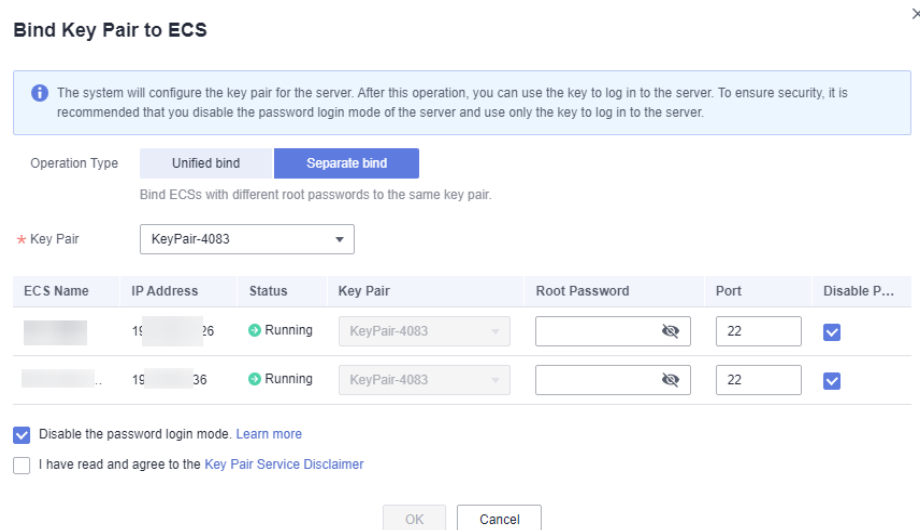 Bind Key Pair to ECS
The system will configure the key pair for the server. After this operation, you can use the key to log in to the server. To ensure security, it is
recommended that you disable the password login mode of the server and use only the key to log in to the server.
Operation Type Unified bind Separate bind
Bind ECSs with different root passwords to the same key pair.
* Key Pair KeyPair-4083
ECS Name IP Address Status Key Pair Root Password Port Disable P...
19 26 Running KeyPair-4083 22
.. 19 36 Running KeyPair-4083 22
Disable the password login mode. Learn more
I have read and agree to the Key Pair Service Disclaimer
OK Cancel